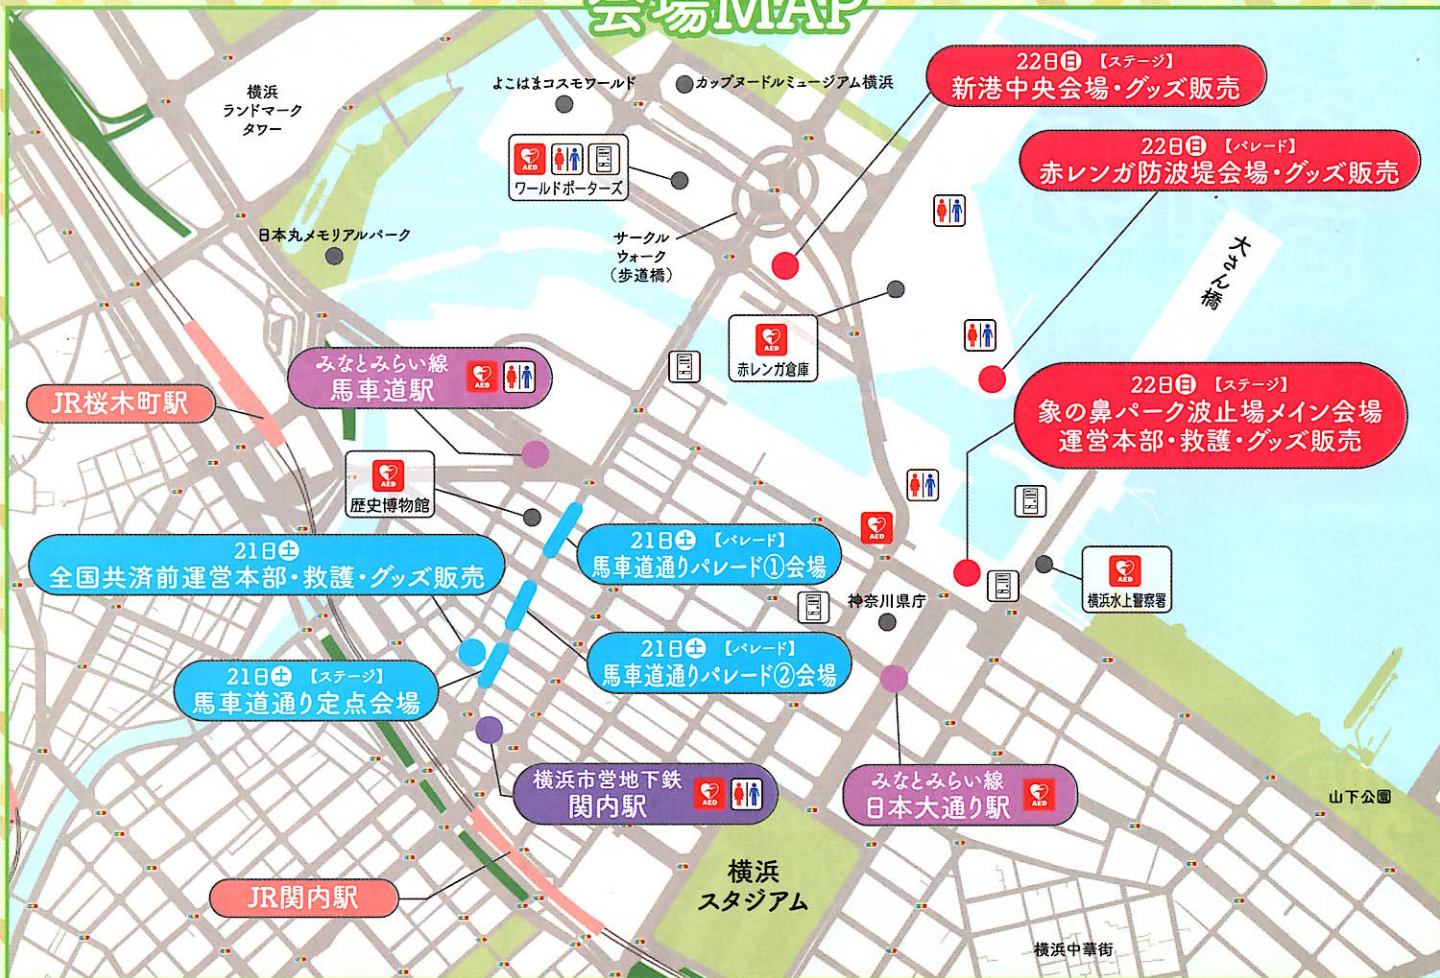 会場MAP
横浜
ランドマーク
タワー
よこはまコスモワールド
カップヌードルミュージアム横浜
22日日 【ステージ】
新港中央会場・グッズ販売
22日日 【パレード】
赤レンガ防波堤会場・グッズ販売
AED
ワールドポーターズ
日本丸メモリアルパーク
サークル
ウォーク
(歩道橋)
大さん橋
AED
赤レンガ倉庫
みなとみらい線
馬車道駅
AED
JR桜木町駅
22日日 【ステージ】
象の鼻パーク波止場メイン会場
運営本部・救護・グッズ販売
AED
歴史博物館
AED
21日土
全国共済前運営本部・救護・グッズ販売
21日土 【パレード】
馬車道通りパレード①会場
AED
横浜水上警察署
神奈川県庁
21日土 【パレード】
馬車道通りパレード②会場
21日土 【ステージ】
馬車道通り定点会場
横浜市営地下鉄
関内駅
AED
みなとみらい線
日本大通り駅
AED
山下公園
JR関内駅
横浜
スタジアム
横浜中華街